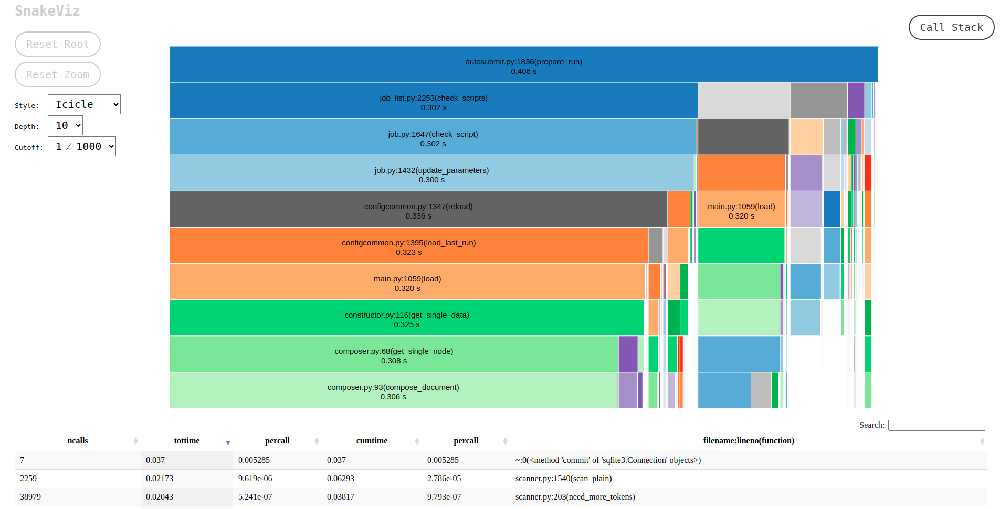 SnakeViz
Call Stack
Reset Root
Reset Zoom
Style: Icicle
Depth: 10
Cutoff: 1 / 1000
autosubmit.py:1836(prepare_run)
0.406 s
job_list.py:2253(check_scripts)
0.302 s
job.py:1647(check_script)
0.302 s
job.py:1432(update_parameters)
0.300 s
configcommon.py:1347(reload)
0.336 s
main.py:1059(load)
0.320 s
configcommon.py:1395(load_last_run)
0.323 s
main.py:1059(load)
0.320 s
constructor.py:116(get_single_data)
0.325 s
composer.py:68(get_single_node)
0.308 s
composer.py:93(compose_document)
0.306 s
Search:
ncalls tottime percall cumtime percall filename:lineno(function)
7 0.037 0.005285 0.037 0.005285 ~:0(<method 'commit' of 'sqlite3.Connection' objects>)
2259 0.02173 9.619e-06 0.06293 2.786e-05 scanner.py:1540(scan_plain)
38979 0.02043 5.241e-07 0.03817 9.793e-07 scanner.py:203(need_more_tokens)